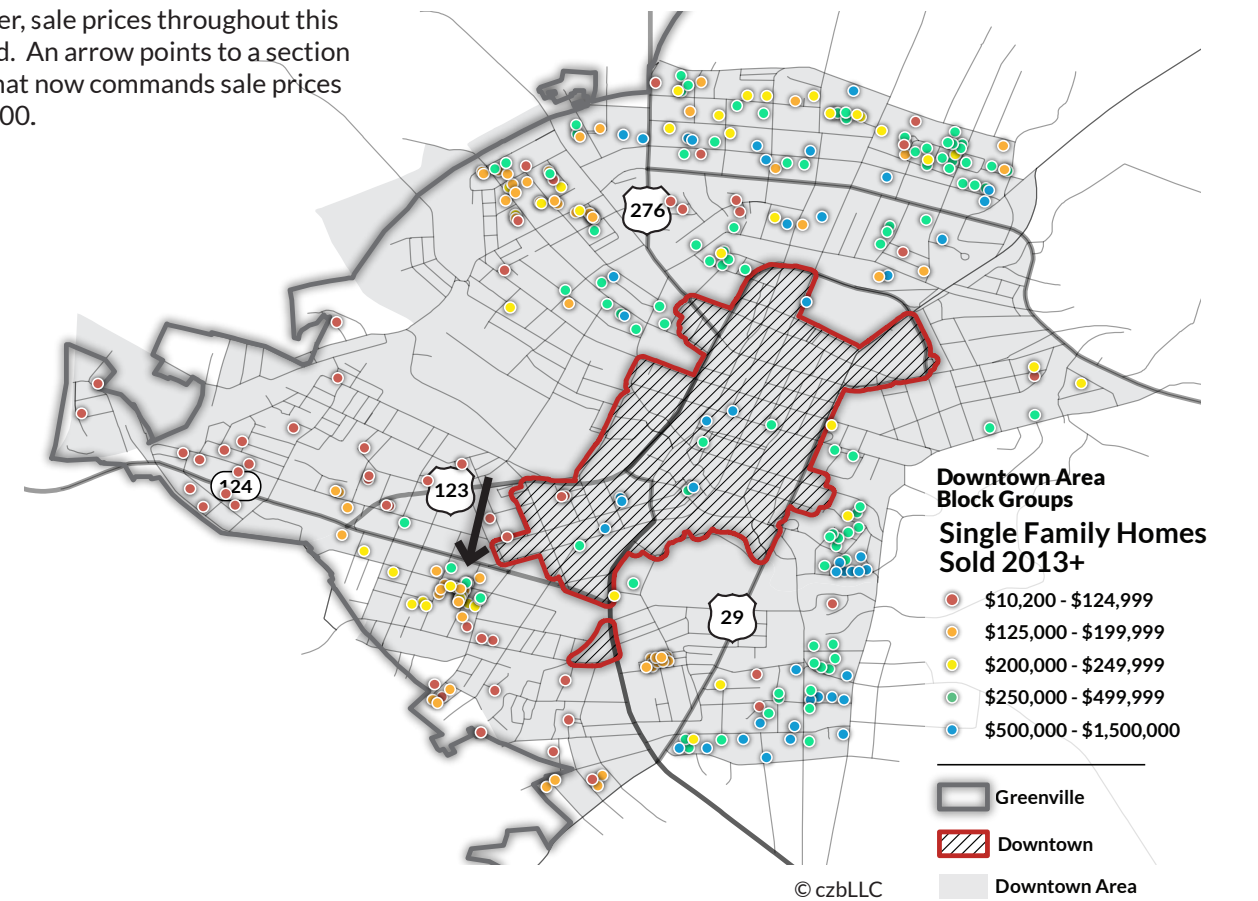 er, sale prices throughout this
d. An arrow points to a section
hat now commands sale prices
00.
276
124
123
29
Downtown Area
Block Groups
Single Family Homes
Sold 2013+
$10,200 - $124,999
$125,000 - $199,999
$200,000 - $249,999
$250,000 - $499,999
$500,000 - $1,500,000
Greenville
Downtown
Downtown Area
© czbLLC